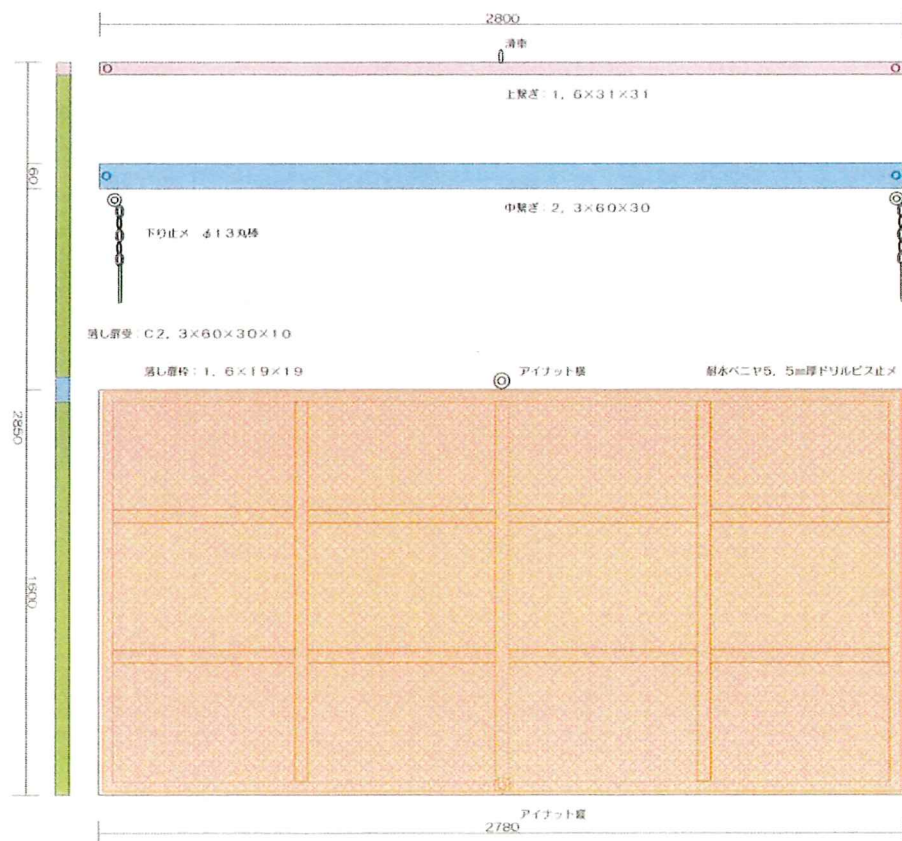 2800
滑車
上繋ぎ：1，6×31×31
60
中繋ぎ：2，3×60×30
下り止メ φ13丸棒
落し扉受：C2，3×60×30×10
落し扉枠：1，6×19×19
アイナット横
耐水ベニヤ5，5㎜厚ドリルビス止メ
2850
1600
アイナット縦
2780